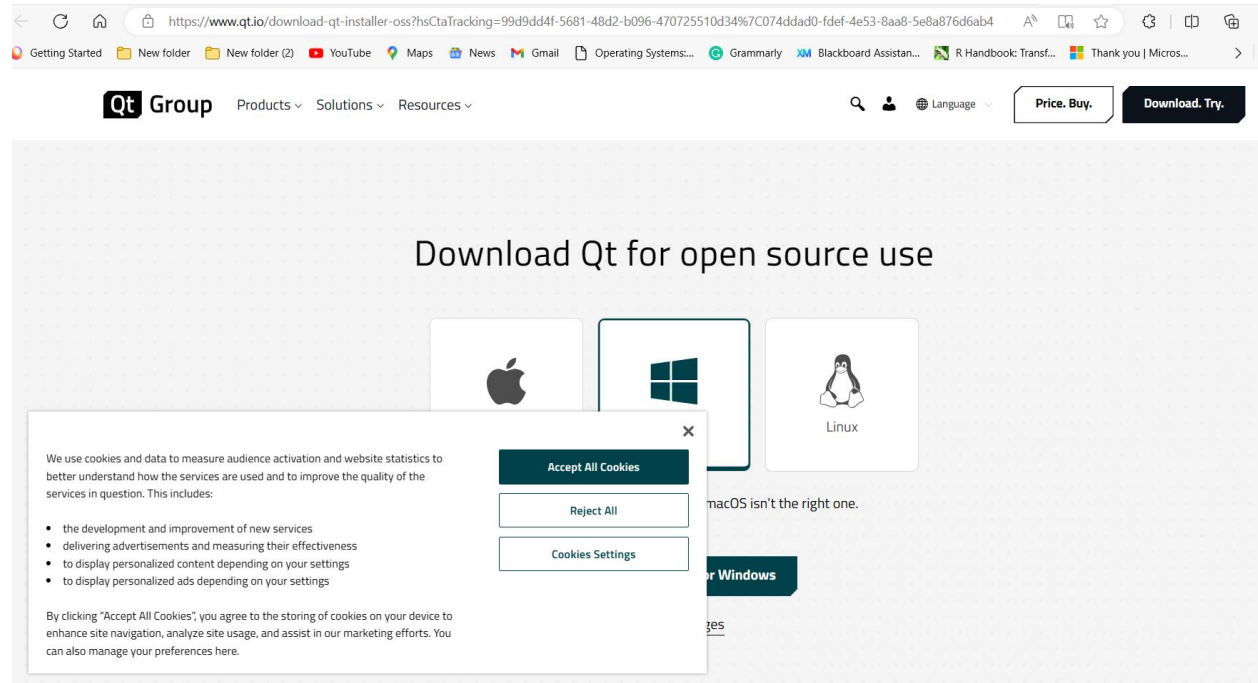 https://www.qt.io/download-qt-installer-oss?hsCtaTracking=99d9dd4f-5681-48d2-b096-470725510d34%7C074ddad0-fdef-4e53-8aa8-5e8a876d6ab4
Getting Started New folder New folder (2) YouTube Maps News Gmail Operating Systems:... Grammarly Blackboard Assistan... R Handbook: Transf... Thank you | Micros...
Qt Group Products Solutions Resources Language Price. Buy. Download. Try.
Download Qt for open source use
Linux
We use cookies and data to measure audience activation and website statistics to
better understand how the services are used and to improve the quality of the
services in question. This includes:
• the development and improvement of new services
• delivering advertisements and measuring their effectiveness
• to display personalized content depending on your settings
• to display personalized ads depending on your settings
By clicking “Accept All Cookies”, you agree to the storing of cookies on your device to
enhance site navigation, analyze site usage, and assist in our marketing efforts. You
can also manage your preferences here.
Accept All Cookies
Reject All
Cookies Settings
macOS isn't the right one.
or Windows
ges